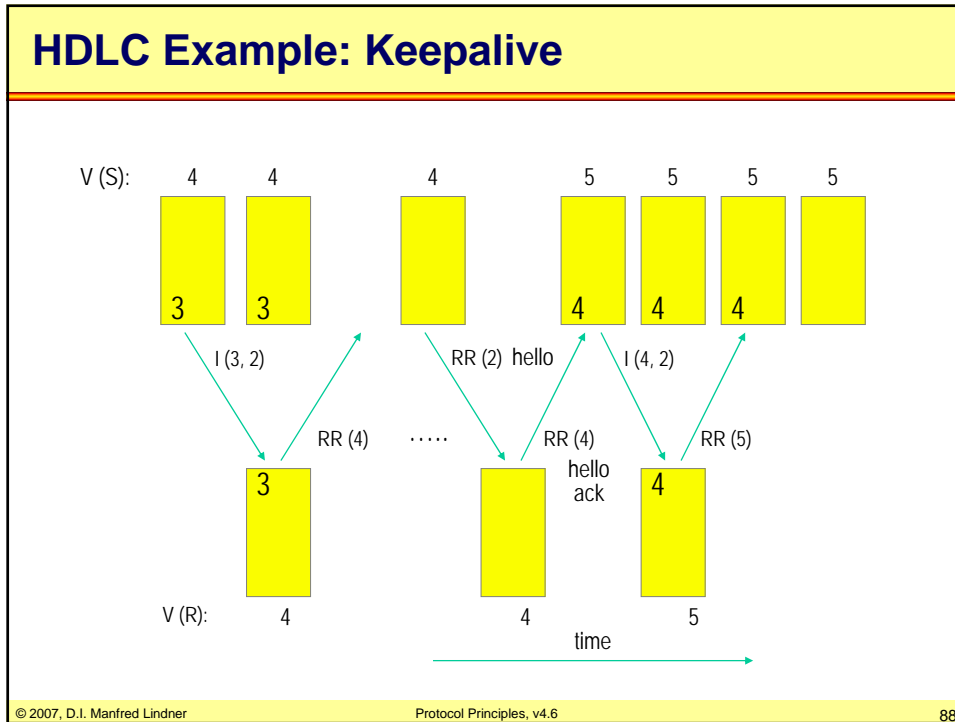 HDLC Example: Keepalive
V (S): 4 4 4 5 5 5 5
3 3 4 4 4
I (3, 2) RR (2) hello I (4, 2)
RR (4) ..... RR (4) RR (5)
hello
ack
3 4
V (R): 4 4 5
time
© 2007, D.I. Manfred Lindner Protocol Principles, v4.6 88